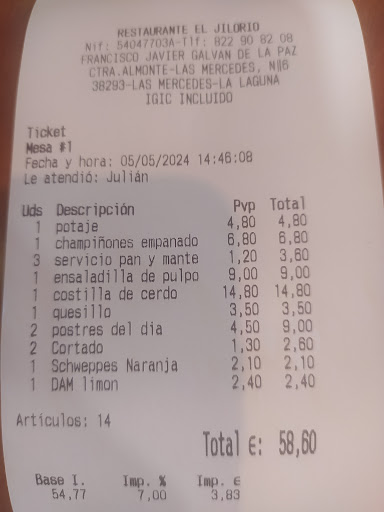 RESTAURANTE EL JILORIO
Nif: 54047703A-Tlf: 822 90 82 08
FRANCISCO JAVIER GALVAN DE LA PAZ
CTRA.ALMONTE-LAS MERCEDES, Nº6
38293-LAS MERCEDES-LA LAGUNA
IGIC INCLUIDO
Ticket
Mesa #1
Fecha y hora: 05/05/2024 14:46:08
Le atendió: Julián
Uds Descripción Pvp Total
1 potaje 4,80 4,80
1 champiñones empanado 6,80 6,80
3 servicio pan y mante 1,20 3,60
1 ensaladilla de pulpo 9,00 9,00
1 costilla de cerdo 14,80 14,80
1 quesillo 3,50 3,50
2 postres del dia 4,50 9,00
2 Cortado 1,30 2,60
1 Schweppes Naranja 2,10 2,10
1 DAM limon 2,40 2,40
Artículos: 14
Total €: 58,60
Base I. Imp. % Imp. €
54,77 7,00 3,83